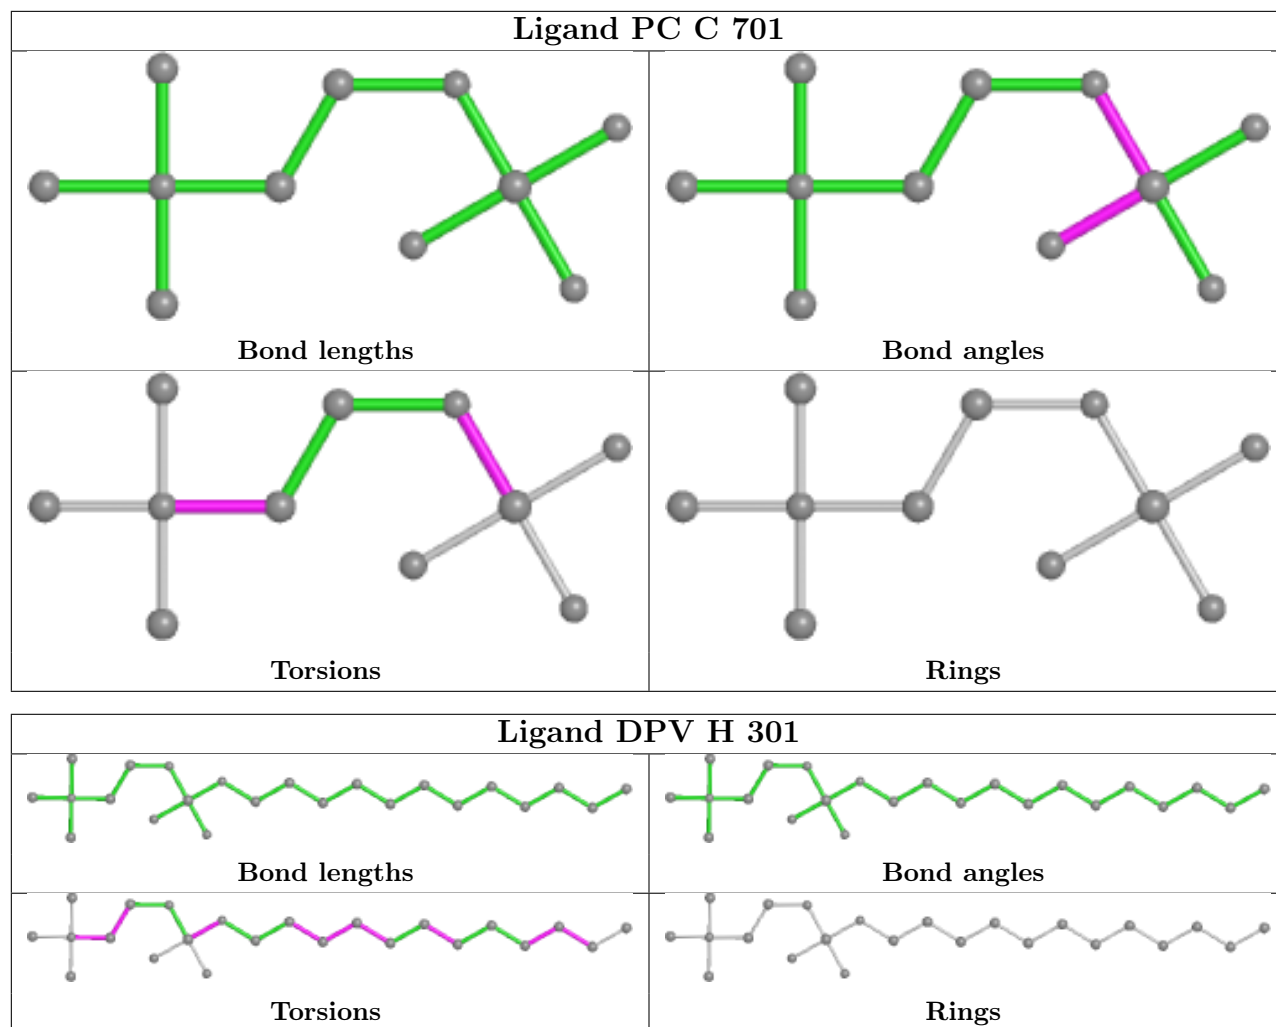 Ligand PC C 701
Bond lengths
Bond angles
Torsions
Rings
Ligand DPV H 301
Bond lengths
Bond angles
Torsions
Rings